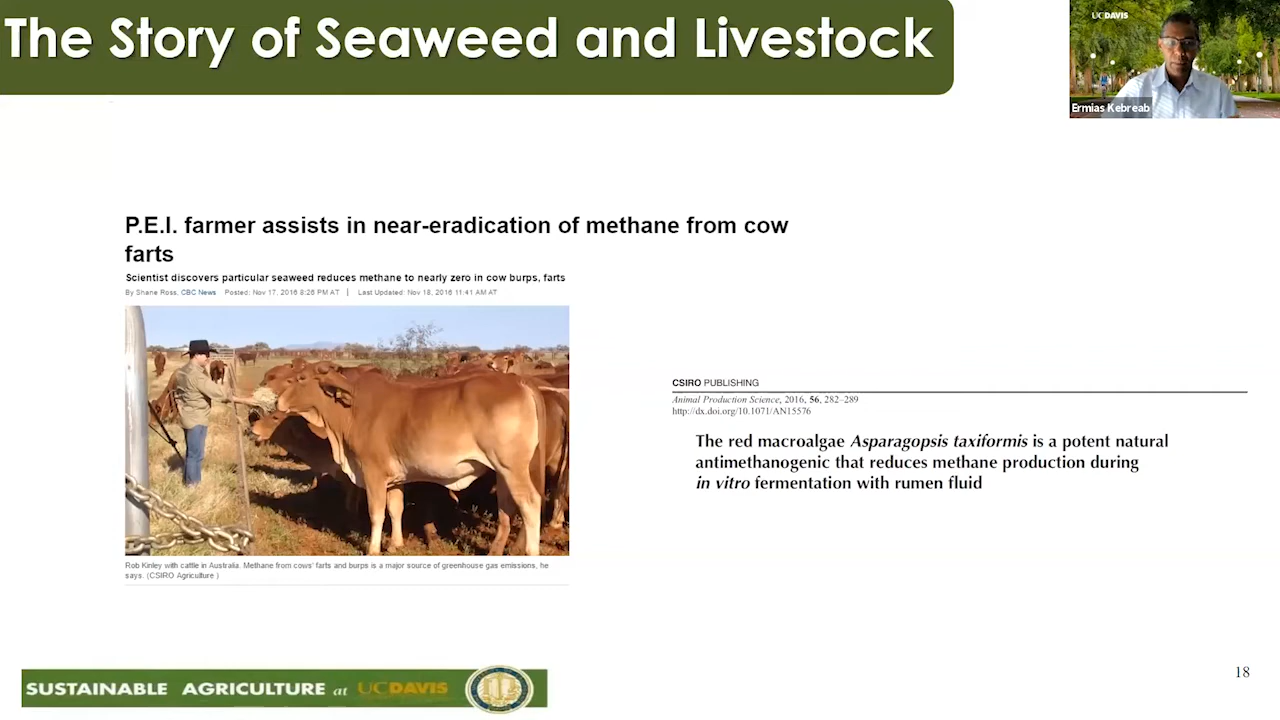 The Story of Seaweed and Livestock
UCDAVIS
Ermias Kebreab
P.E.I. farmer assists in near-eradication of methane from cow
farts
Scientist discovers particular seaweed reduces methane to nearly zero in cow burps, farts
By Shane Ross, CBC News Posted: Nov 17, 2016 8:26 PM AT | Last Updated: Nov 18, 2016 11:41 AM AT
Rob Kinley with cattle in Australia. Methane from cows' farts and burps is a major source of greenhouse gas emissions, he
says. (CSIRO Agriculture )
CSIRO PUBLISHING
Animal Production Science, 2016, 56, 282–289
http://dx.doi.org/10.1071/AN15576
The red macroalgae Asparagopsis taxiformis is a potent natural
antimethanogenic that reduces methane production during
in vitro fermentation with rumen fluid
SUSTAINABLE AGRICULTURE at UCDAVIS
18